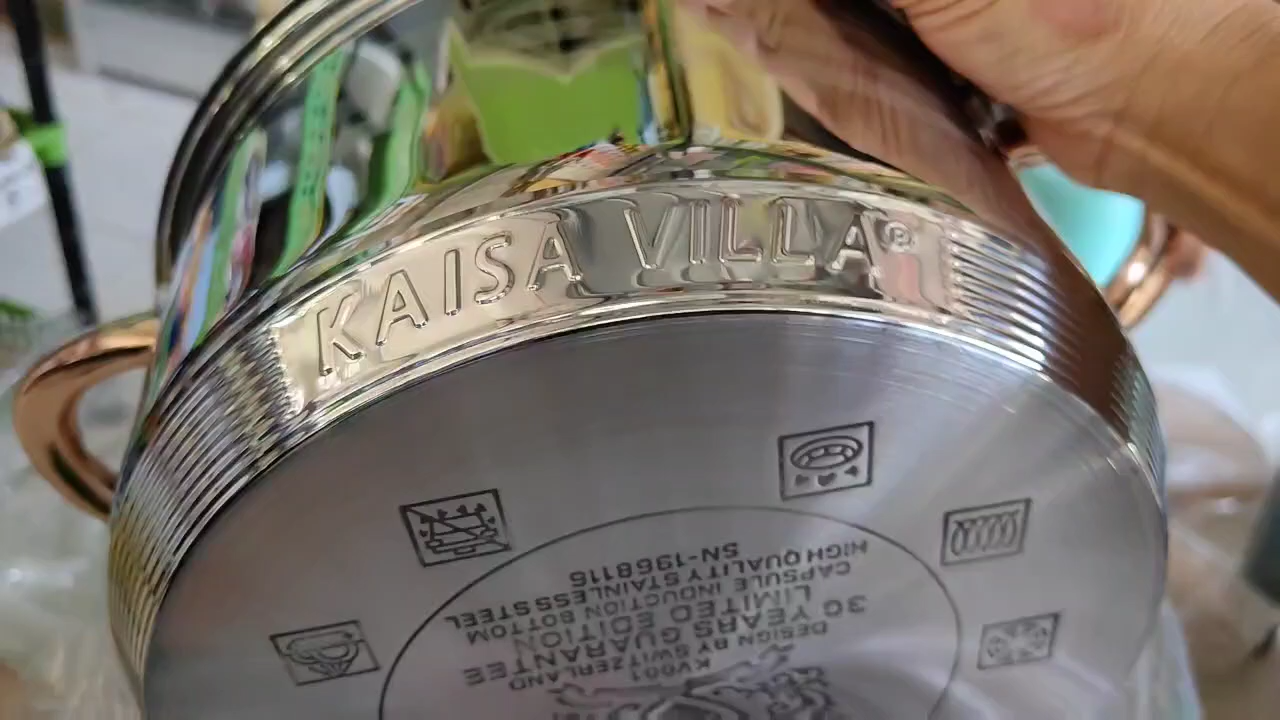 KAISA VILLA®
KV001
DESIGN BY SWITZERLAND
30 YEARS GUARANTEE
LIMITED EDITION
CAPSULE INDUCTION BOTTOM
HIGH QUALITY STAINLESS STEEL
SN-1968116